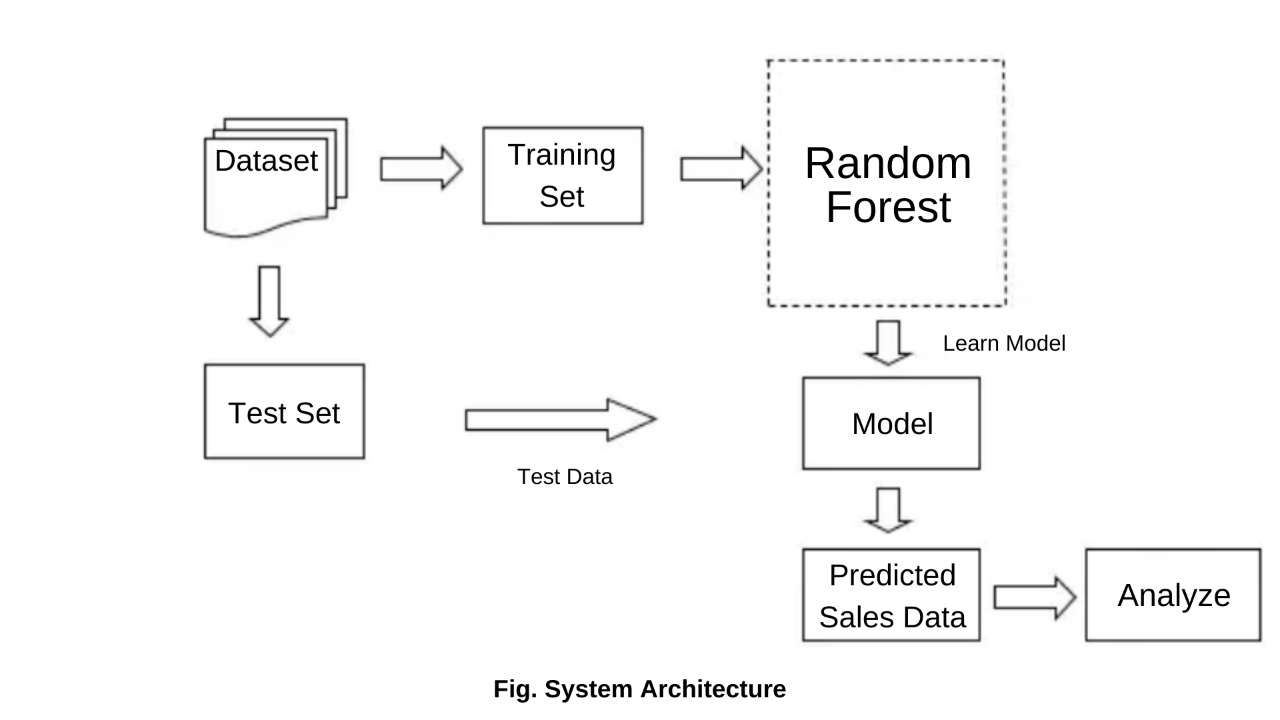 Dataset
Training
Set
Random
Forest
Learn Model
Test Set
Test Data
Model
Predicted
Sales Data
Analyze
Fig. System Architecture